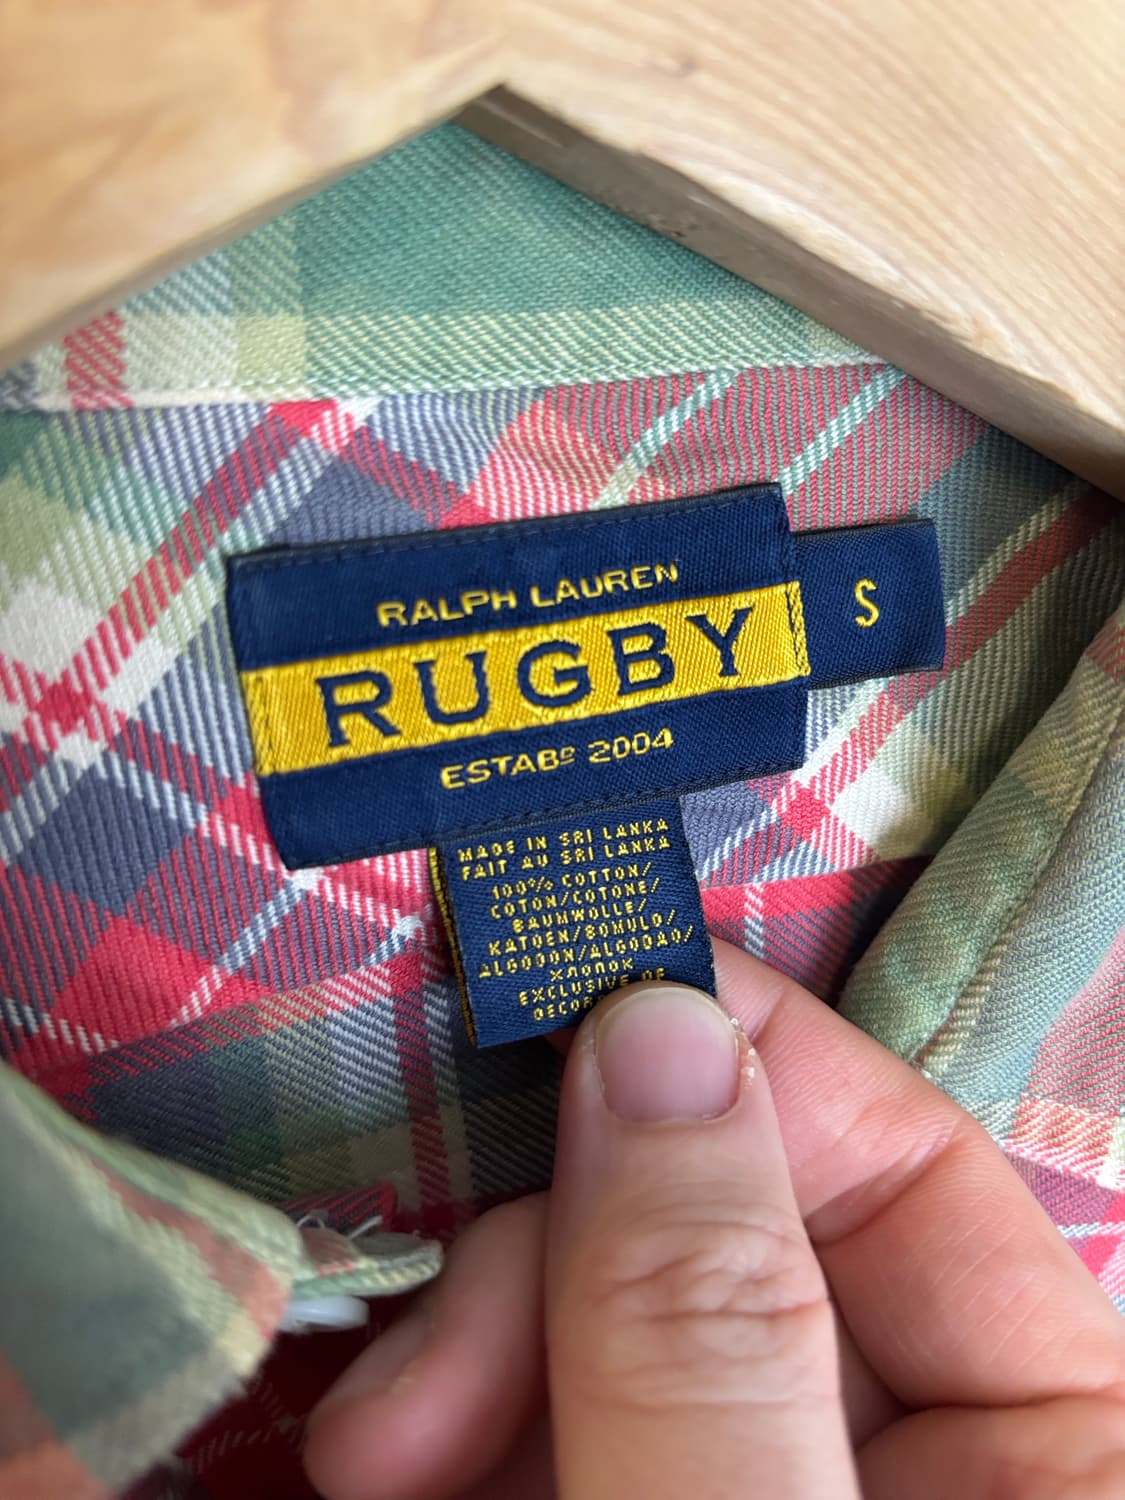 RALPH LAUREN
RUGBY
ESTABᴰ 2004
S
MADE IN SRI LANKA
FAIT AU SRI LANKA
100% COTTON/
COTON/COTONE/
BAUMWOLLE/
KATOEN/BOMULD/
ALGODON/ALGODAO/
ХЛОПОК
EXCLUSIVE OF